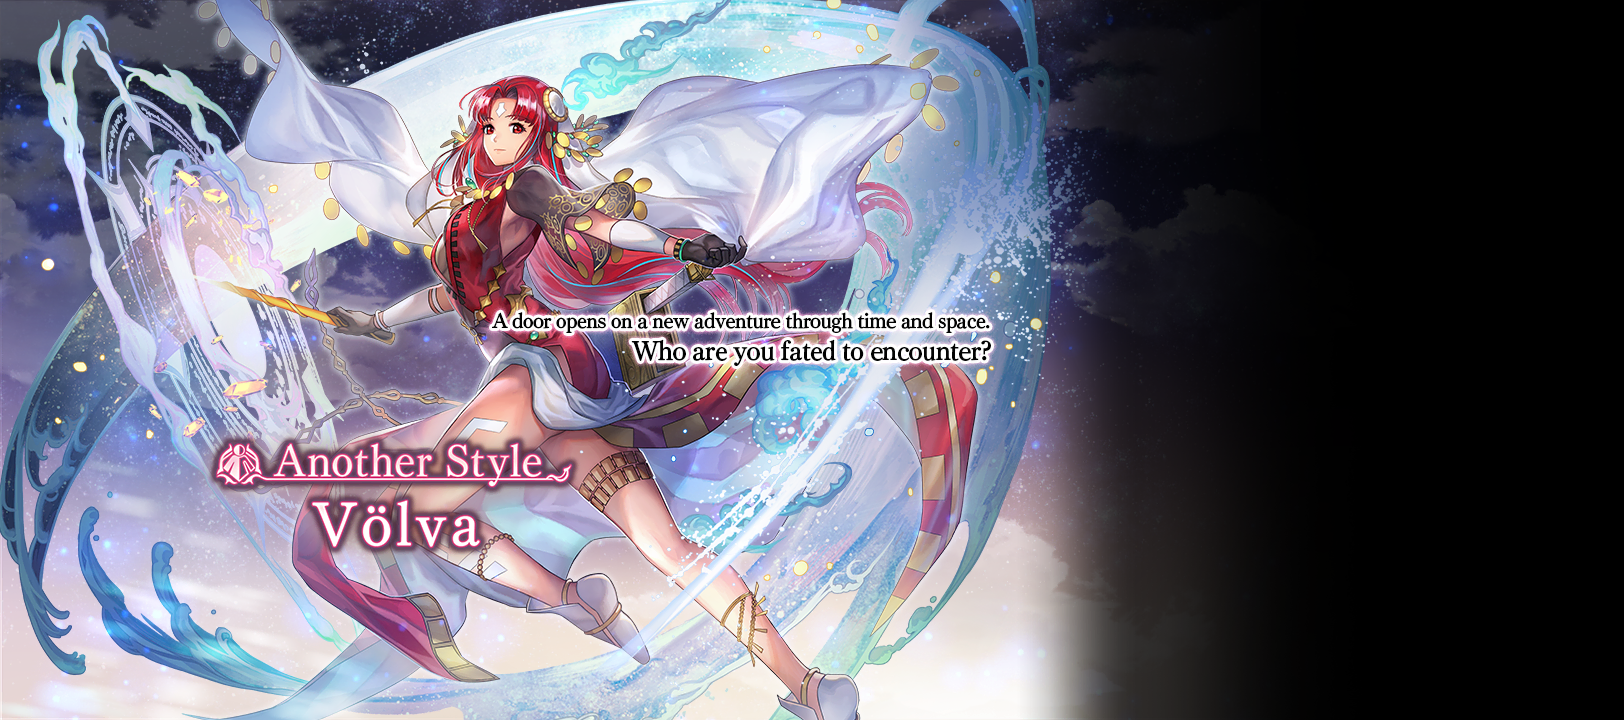 A door opens on a new adventure through time and space.
Who are you fated to encounter?
Another Style
Völva